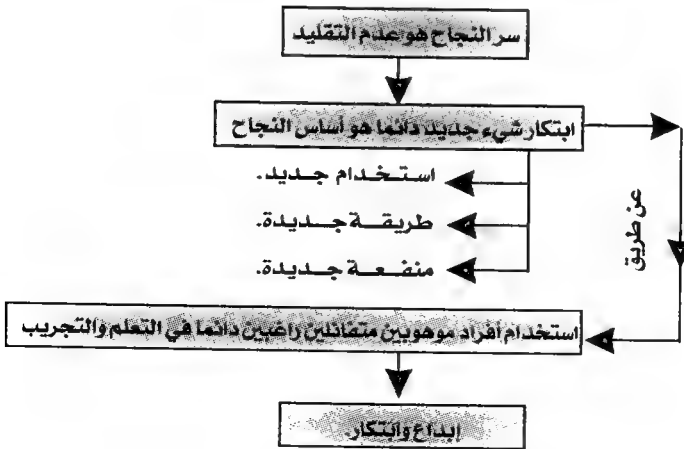 سر النجاح هو عدم التقليد
ابتكار شيء جديد دائما هو أساس النجاح
استخدام جديد.
طريقة جديدة.
منفعة جديدة.
عن طريق
استخدام أفراد موهوبين متفائلين راغبين دائما في التعلم والتجريب
إبداع وابتكار.